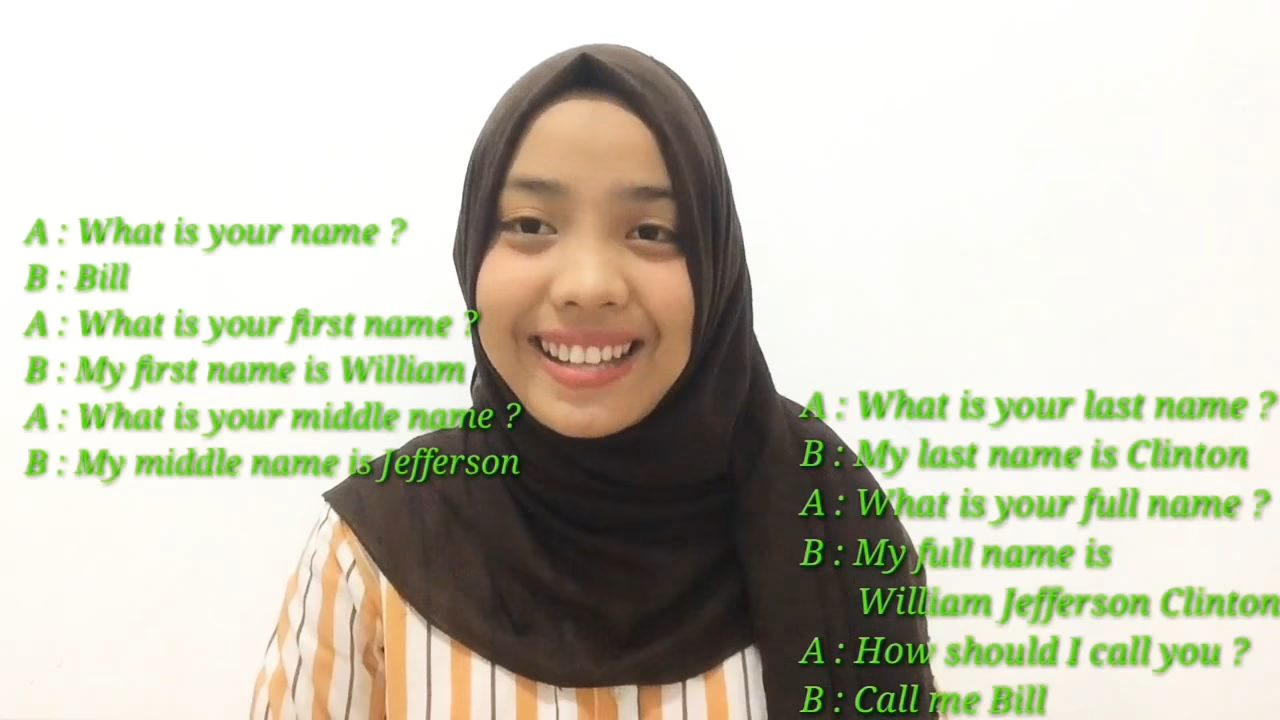 A : What is your name ?
B : Bill
A : What is your first name ?
B : My first name is William
A : What is your middle name ?
B : My middle name is Jefferson
A : What is your last name ?
B : My last name is Clinton
A : What is your full name ?
B : My full name is
William Jefferson Clinton
A : How should I call you ?
B : Call me Bill